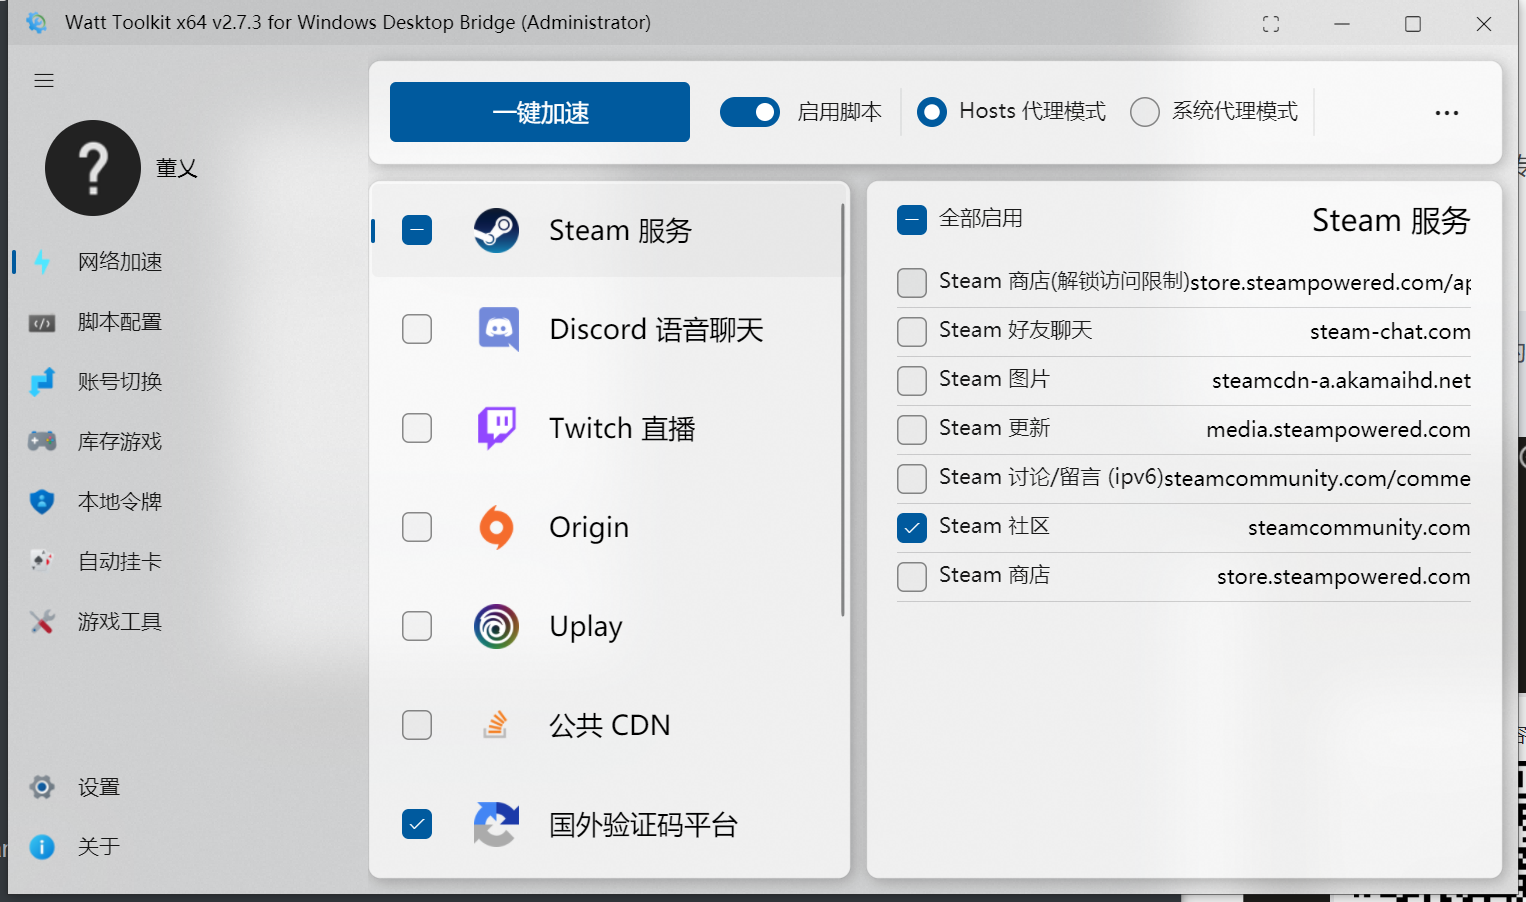 Watt Toolkit x64 v2.7.3 for Windows Desktop Bridge (Administrator)
董乂
网络加速
脚本配置
账号切换
库存游戏
本地令牌
自动挂卡
游戏工具
设置
关于
一键加速
启用脚本
Hosts 代理模式
系统代理模式
Steam 服务
Discord 语音聊天
Twitch 直播
Origin
Uplay
公共 CDN
国外验证码平台
全部启用 Steam 服务
Steam 商店(解锁访问限制)store.steampowered.com/ap
Steam 好友聊天 steam-chat.com
Steam 图片 steamcdn-a.akamaihd.net
Steam 更新 media.steampowered.com
Steam 讨论/留言 (ipv6)steamcommunity.com/comme
Steam 社区 steamcommunity.com
Steam 商店 store.steampowered.com